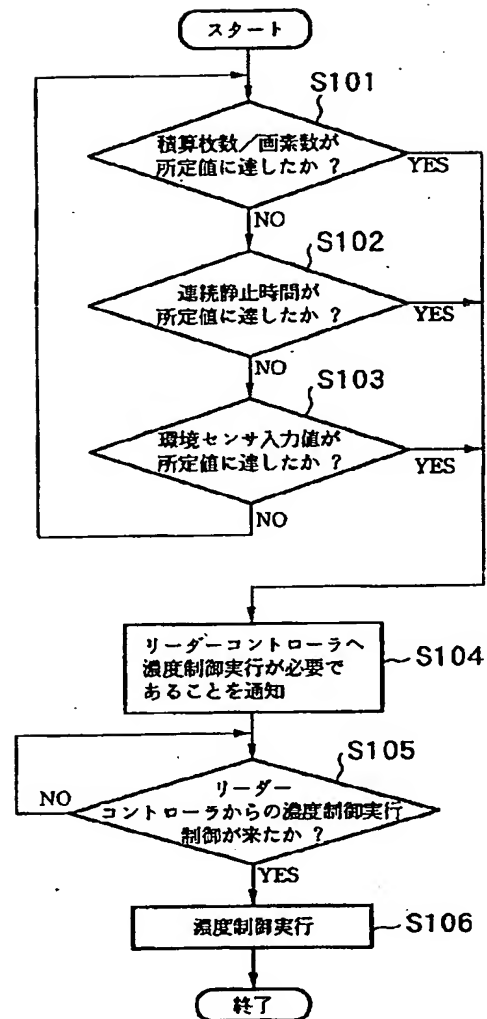 スタート
S101
積算枚数／画素数が
所定値に達したか？
YES
NO
S102
連続静止時間が
所定値に達したか？
YES
NO
S103
環境センサ入力値が
所定値に達したか？
YES
NO
リーダーコントローラへ
濃度制御実行が必要で
あることを通知
S104
S105
リーダー
コントローラからの濃度制御実行
制御が来たか？
NO
YES
濃度制御実行
S106
終了